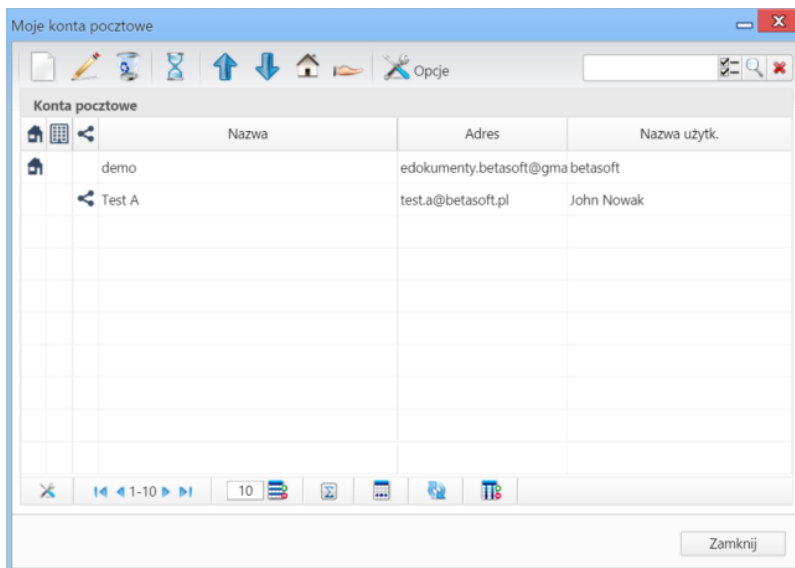 Moje konta pocztowe
Opcje
Konta pocztowe
Nazwa Adres Nazwa użytk.
demo edokumenty.betasoft@gma betasoft
Test A test.a@betasoft.pl John Nowak
1-10 10
Zamknij